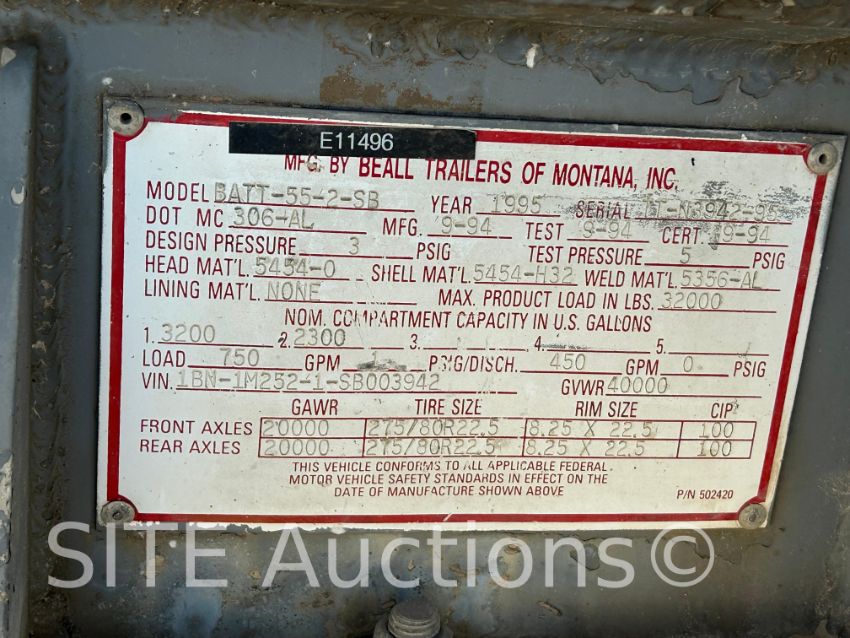 E11496
MFG. BY BEALL TRAILERS OF MONTANA, INC.
MODEL BATT-55-2-SB YEAR 1995 SERIAL TT-N3942-95
DOT MC 306-AL MFG. 9-94 TEST 9-94 CERT. 9-94
DESIGN PRESSURE 3 PSIG TEST PRESSURE 5 PSIG
HEAD MAT'L. 5454-0 SHELL MAT'L. 5454-H32 WELD MAT'L. 5356-AL
LINING MAT'L. NONE MAX. PRODUCT LOAD IN LBS. 32000
NOM. COMPARTMENT CAPACITY IN U.S. GALLONS
1. 3200 2. 2300 3. 4. 5.
LOAD 750 GPM 1 PSIG/DISCH. 450 GPM 0 PSIG
VIN. 1BN-1M252-1-SB003942 GVWR 40000
GAWR TIRE SIZE RIM SIZE CIP
FRONT AXLES 20000 275/80R22.5 8.25 X 22.5 100
REAR AXLES 20000 275/80R22.5 8.25 X 22.5 100
THIS VEHICLE CONFORMS TO ALL APPLICABLE FEDERAL.
MOTOR VEHICLE SAFETY STANDARDS IN EFFECT ON THE
DATE OF MANUFACTURE SHOWN ABOVE
P/N 502420
SITE Auctions©